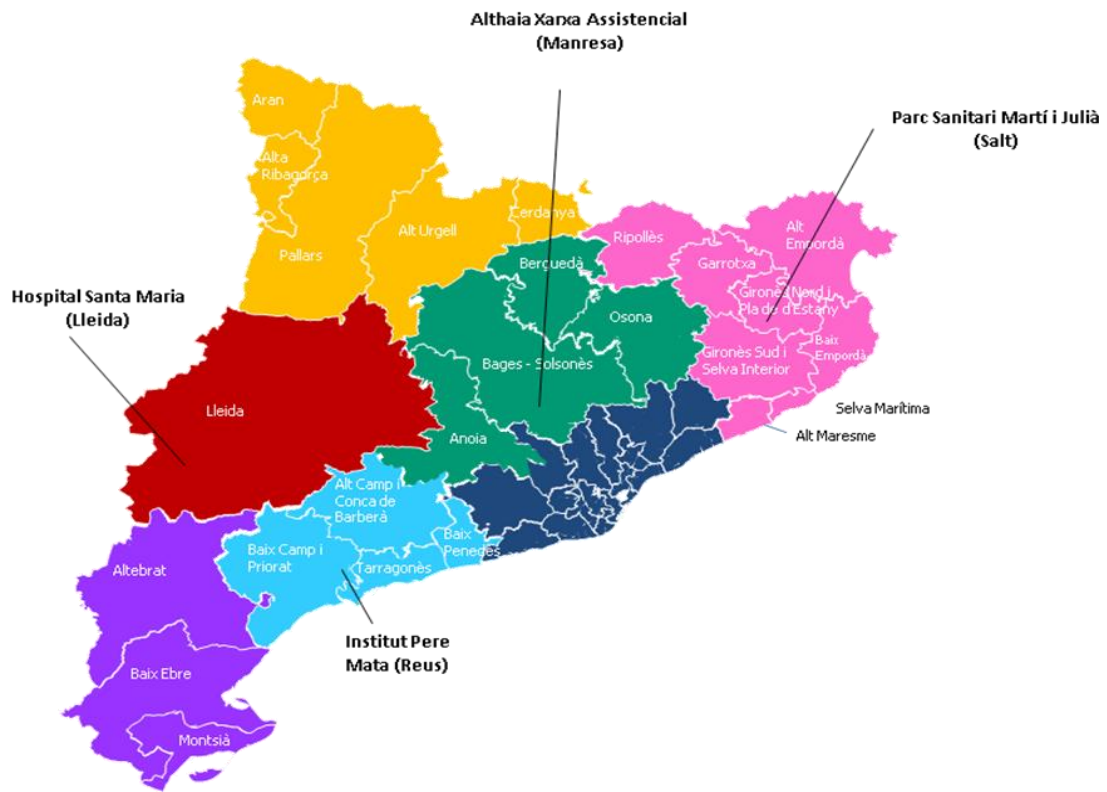 Althaia Xarxa Assistencial
(Manresa)
Parc Sanitari Martí i Julià
(Salt)
Hospital Santa Maria
(Lleida)
Institut Pere
Mata (Reus)
Aran
Alta
Ribagorça
Pallars
Alt Urgell
Cerdanya
Ripollès
Alt
Empordà
Garrotxa
Gironès Nord i
Pla de d'Estany
Baix
Empordà
Gironès Sud i
Selva Interior
Selva Marítima
Alt Maresme
Berguedà
Osona
Bages - Solsonès
Anoia
Lleida
Alt Camp i
Conca de
Barberà
Baix
Penedès
Baix Camp i
Priorat
Tarragonès
Altebrat
Baix Ebre
Montsià